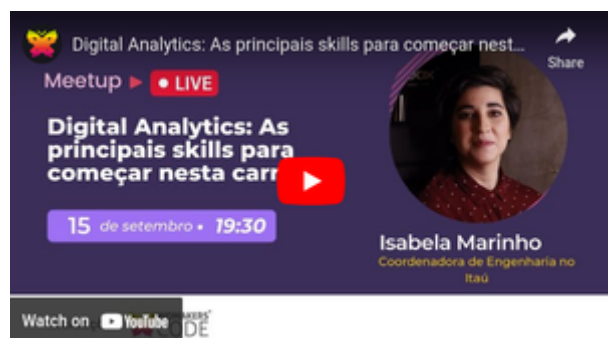 Digital Analytics: As principais skills para começar nest...
Share
Meetup LIVE
Digital Analytics: As
principais skills para
começar nesta carr
15 de setembro • 19:30
Isabela Marinho
Coordenadora de Engenharia no
Itaú
Watch on YouTube
CODE